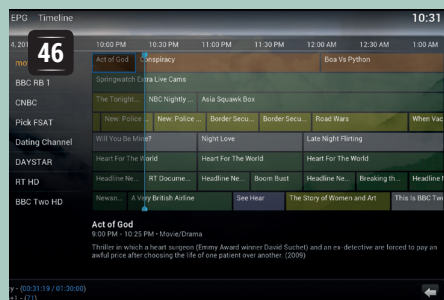 EPG Timeline 10:31
4, 201 10:00 PM 10:30 PM 11:00 PM 11:30 PM 12:00 AM 12:30 AM 1:00 AM
46
mo Act of God Conspiracy Boa Vs Python
BBC RB 1 Springwatch Extra Live Cams
CNBC The Tonight... NBC Nightly ... Asia Squawk Box
Pick FSAT New: Police ... New: Police ... Border Secu... Border Secu... Road Wars When Vac
Dating Channel Will You Be Mine? Night Love Late Night Flirting
DAYSTAR Heart For The World Heart For The World Heart For The World
RT HD Headline Ne... RT Docume... Headline Ne... Boom Bust Headline Ne... Breaking th... Headline N
BBC Two HD Newsn... A Very British Airline See Hear The Story of Women and Art This Is BBC Two
Act of God
9:00 PM - 10:25 PM • Movie/Drama
Thriller in which a heart surgeon (Emmy Award winner David Suchet) and an ex-detective are forced to pay an
awful price after choosing the life of one patient over another. (2009)
y - (00:31:19 / 01:30:00)